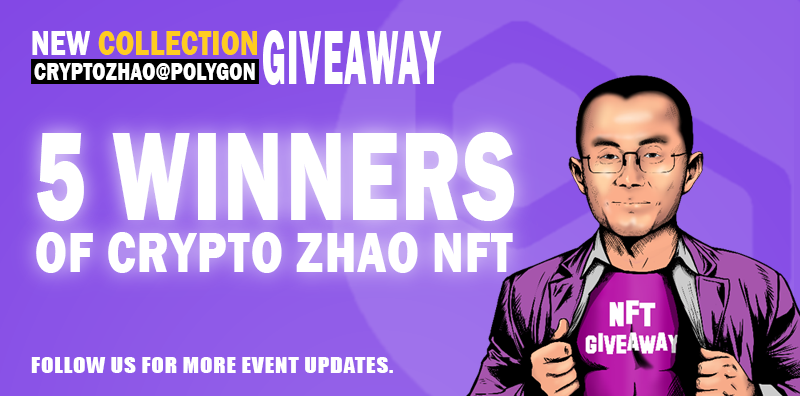 NEW COLLECTION GIVEAWAY
CRYPTOZHAO@POLYGON
5 WINNERS
OF CRYPTO ZHAO NFT
NFT
GIVEAWAY
FOLLOW US FOR MORE EVENT UPDATES.